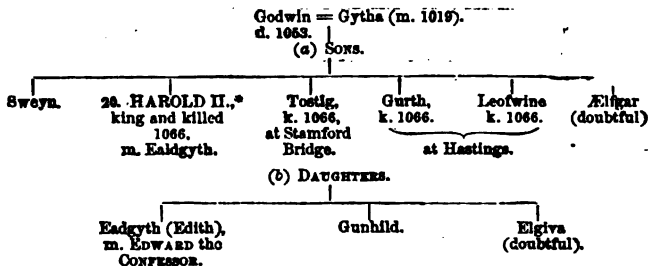 Godwin = Gytha (m. 1019).
d. 1053.
(a) SONS.
Sweyn. 20. HAROLD II.,* Tostig, Gurth, Leofwine Ælfgar
king and killed k. 1066, k. 1066. k. 1066. (doubtful)
1066, at Stamford
m. Ealdgyth. Bridge. at Hastings.
(b) DAUGHTERS.
Eadgyth (Edith), Gunhild. Elgiva
m. EDWARD the (doubtful).
CONFESSOR.